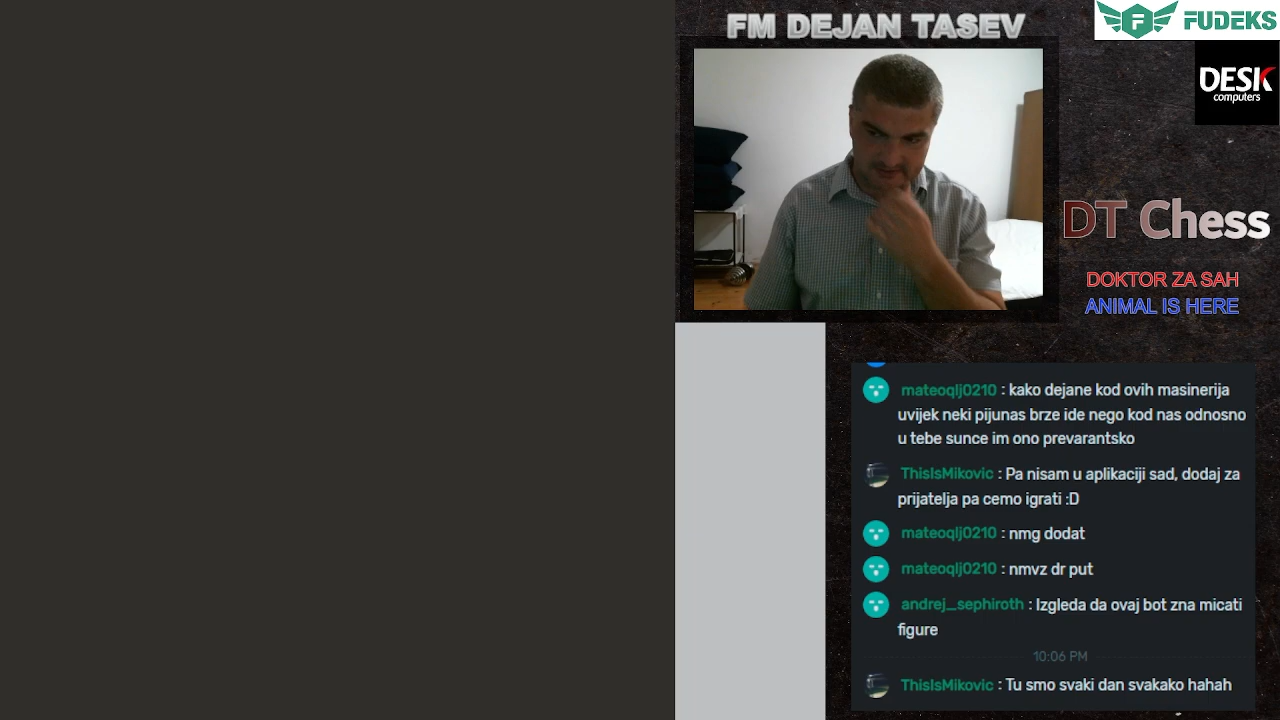 FM DEJAN TASEV
FUDEKS
DESK
computers
DT Chess
DOKTOR ZA SAH
ANIMAL IS HERE
mateoqlj0210 : kako dejane kod ovih masinerija
uvijek neki pijunas brze ide nego kod nas odnosno
u tebe sunce im ono prevarantsko
ThisIsMikovic : Pa nisam u aplikaciji sad, dodaj za
prijatelja pa cemo igrati :D
mateoqlj0210 : nmg dodat
mateoqlj0210 : nmvz dr put
andrej_sephiroth : Izgleda da ovaj bot zna micati
figure
10:06 PM
ThisIsMikovic : Tu smo svaki dan svakako hahah